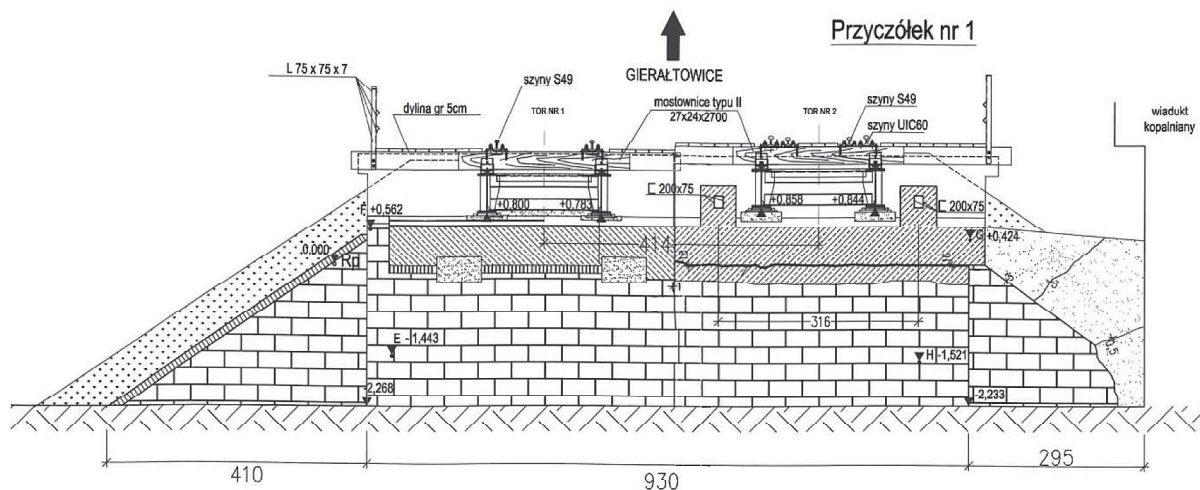 Przyczółek nr 1
GIERAŁTOWICE
L 75 x 75 x 7
szyny S49
dylina gr 5cm
TOR NR 1
mostownice typu II
27x24x2700
TOR NR 2
szyny S49
szyny UIC60
wiadukt
kopalniany
+0,800
+0,783
⊏ 200x75
+0,858
+0,844
⊏ 200x75
F +0,562
G +0,424
414
0,000
Rp
316
E -1,443
H -1,521
-2,268
-2,233
+0,5
410
930
295